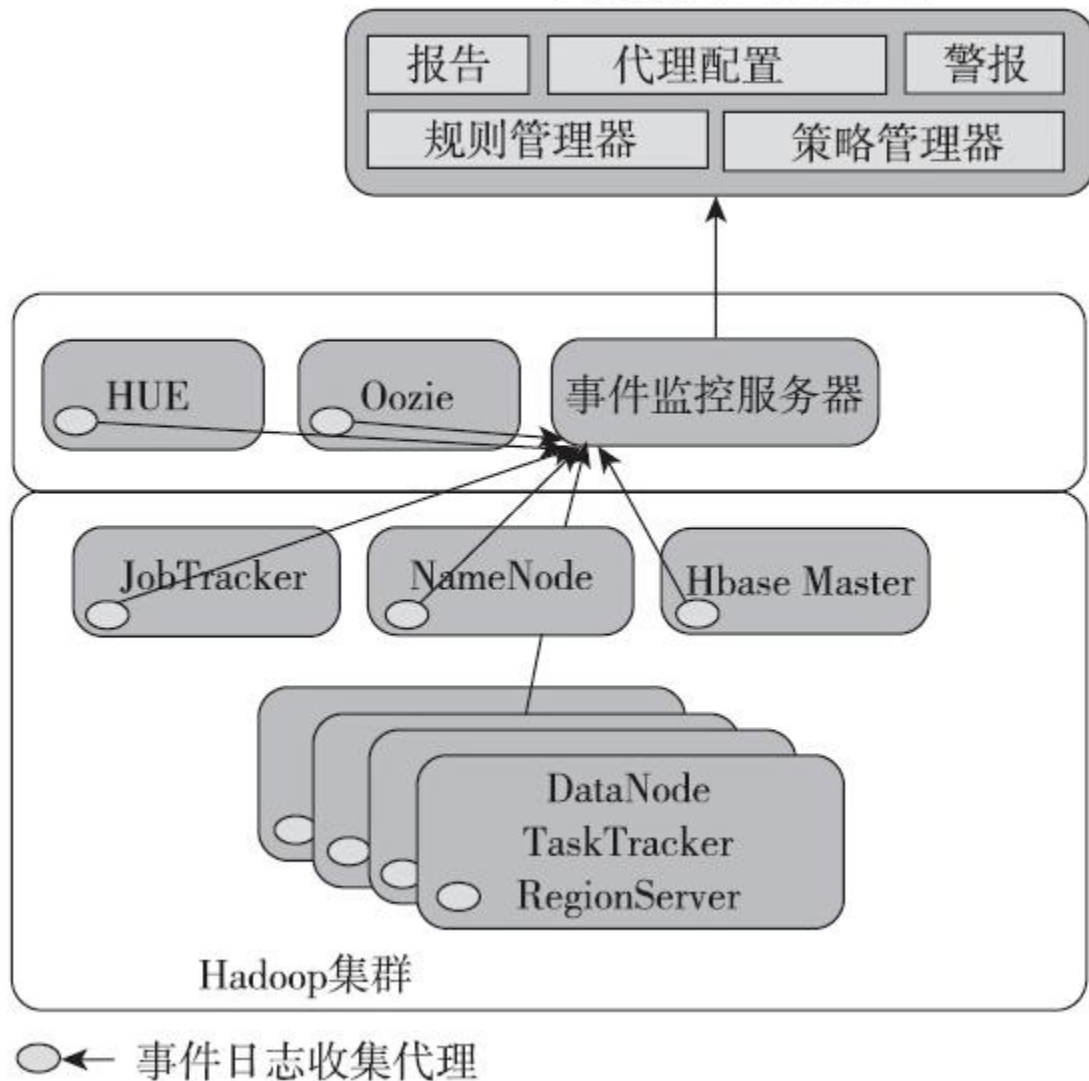 报告 代理配置 警报
规则管理器 策略管理器
HUE Oozie 事件监控服务器
JobTracker NameNode Hbase Master
DataNode
TaskTracker
RegionServer
Hadoop集群
事件日志收集代理